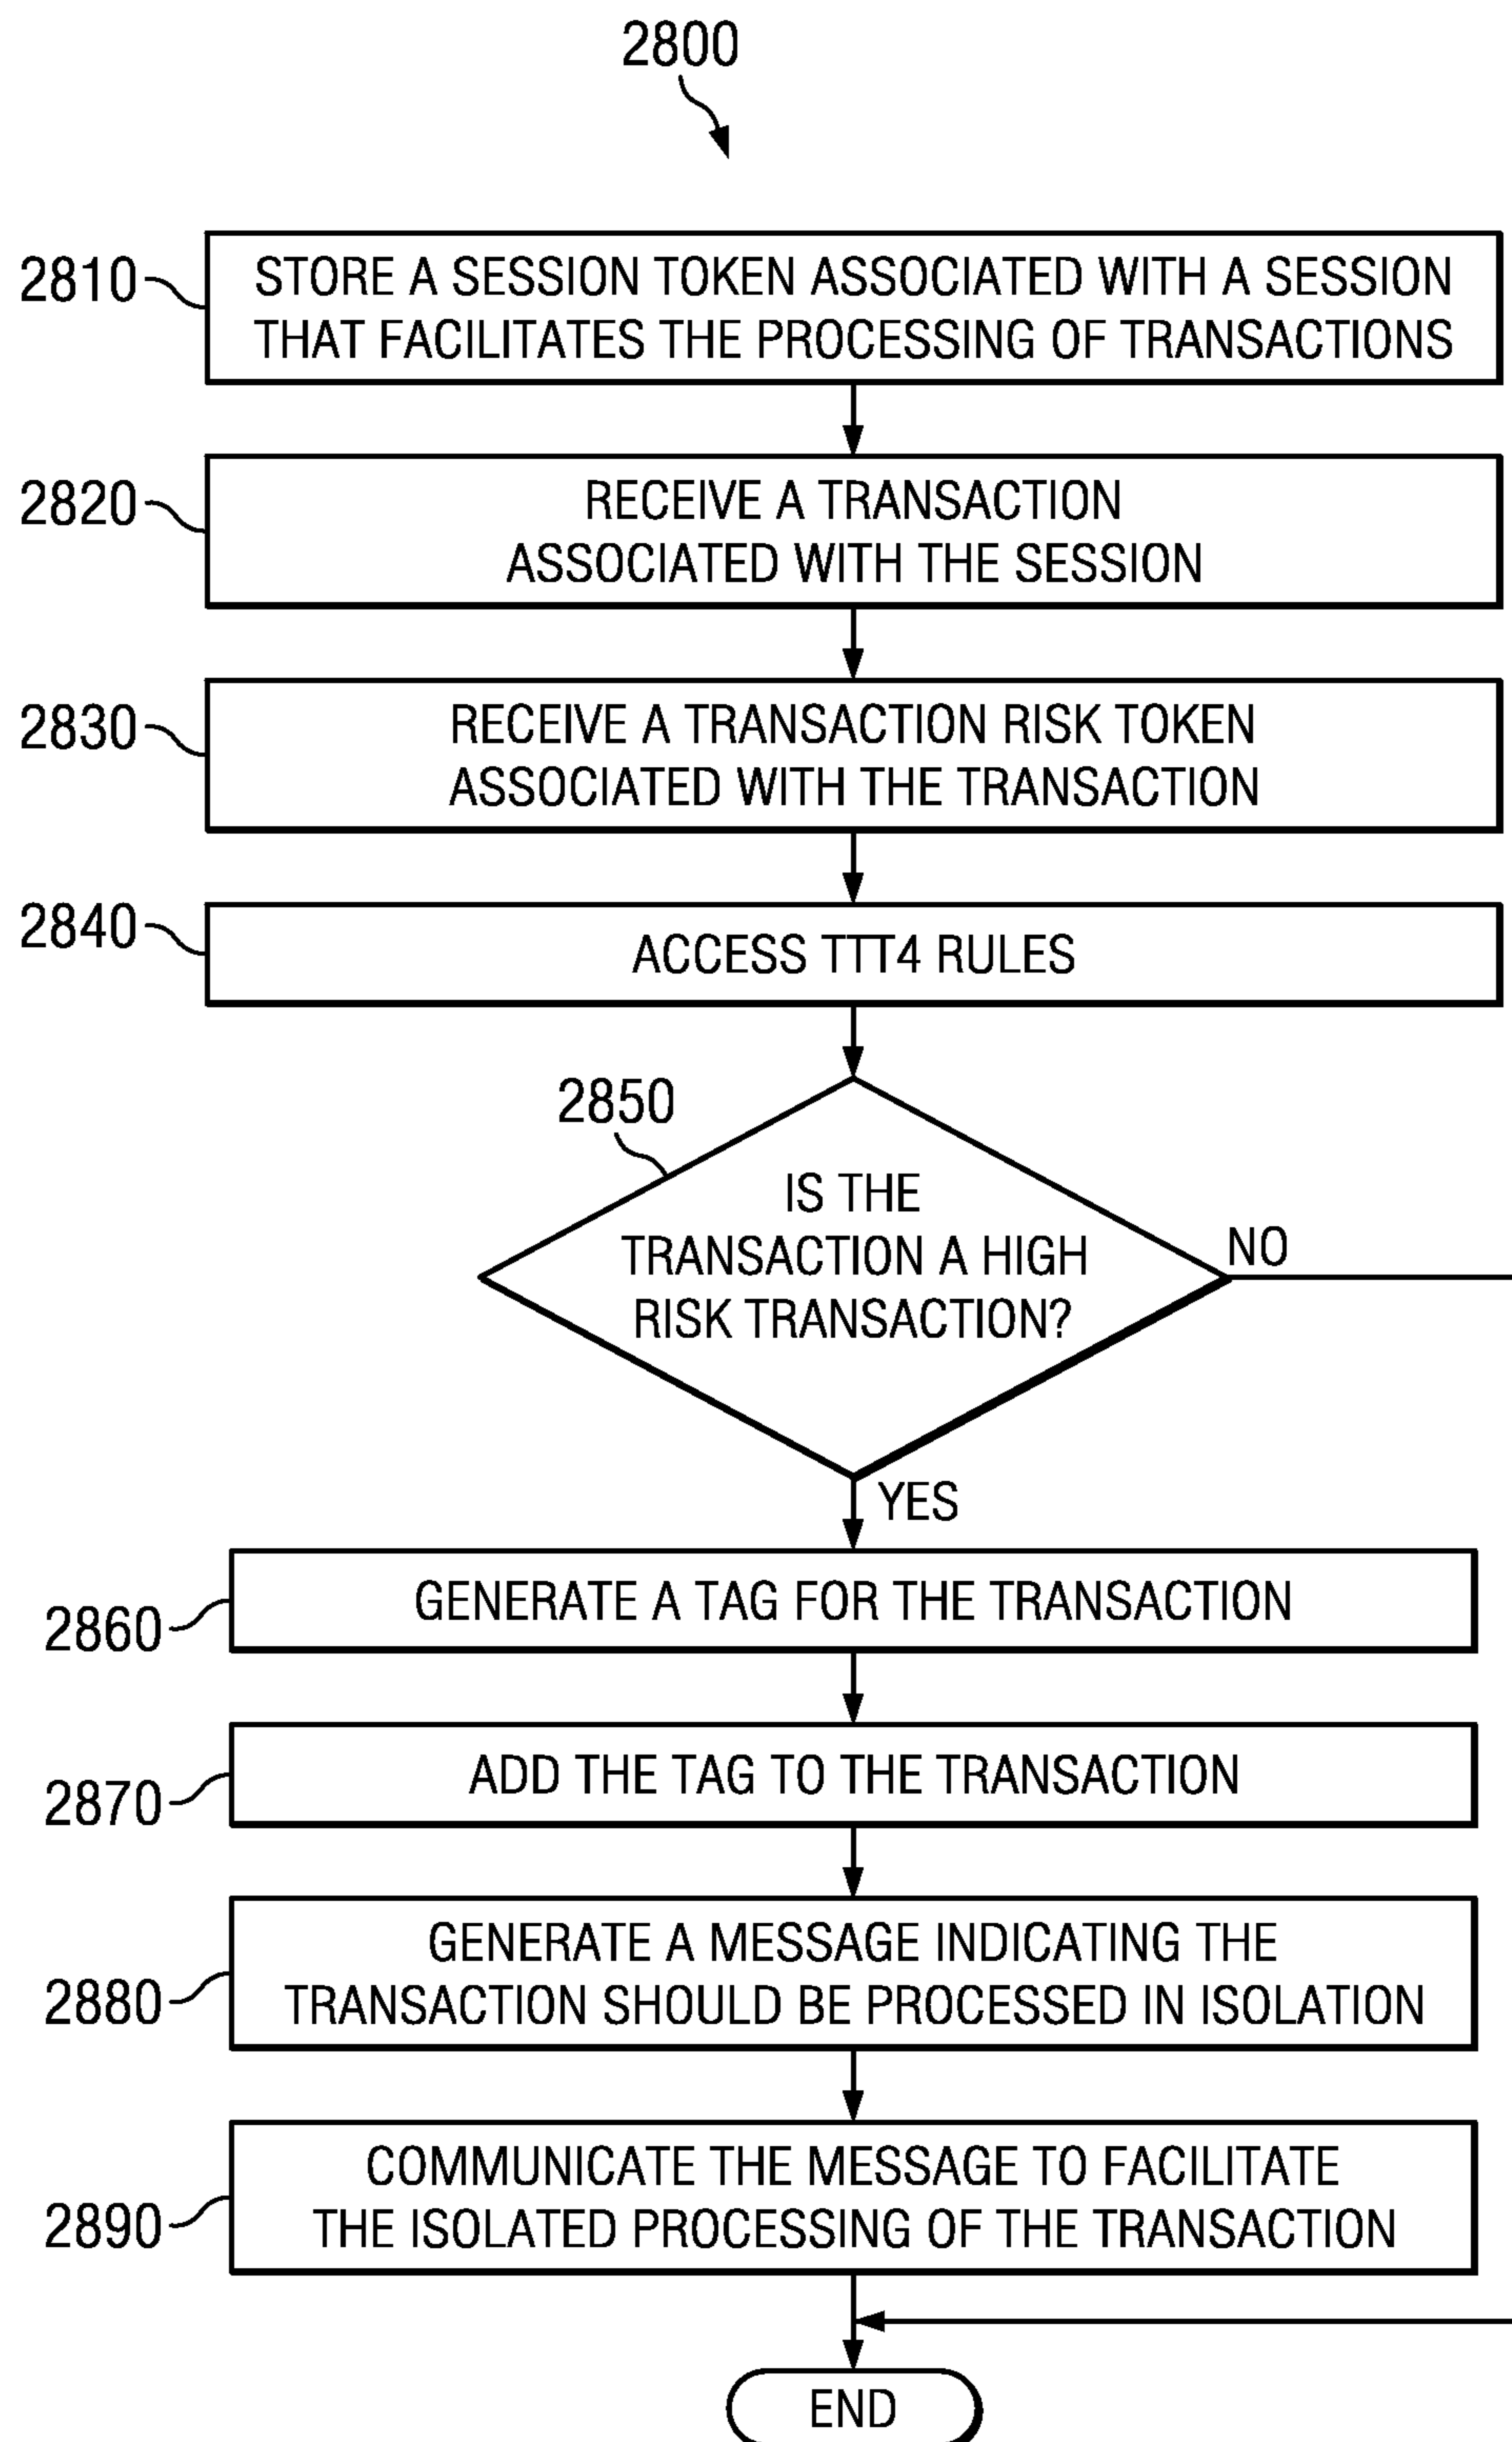 2800
2810
STORE A SESSION TOKEN ASSOCIATED WITH A SESSION
THAT FACILITATES THE PROCESSING OF TRANSACTIONS
2820
RECEIVE A TRANSACTION
ASSOCIATED WITH THE SESSION
2830
RECEIVE A TRANSACTION RISK TOKEN
ASSOCIATED WITH THE TRANSACTION
2840
ACCESS TTT4 RULES
2850
IS THE
TRANSACTION A HIGH
RISK TRANSACTION?
NO
YES
2860
GENERATE A TAG FOR THE TRANSACTION
2870
ADD THE TAG TO THE TRANSACTION
2880
GENERATE A MESSAGE INDICATING THE
TRANSACTION SHOULD BE PROCESSED IN ISOLATION
2890
COMMUNICATE THE MESSAGE TO FACILITATE
THE ISOLATED PROCESSING OF THE TRANSACTION
END